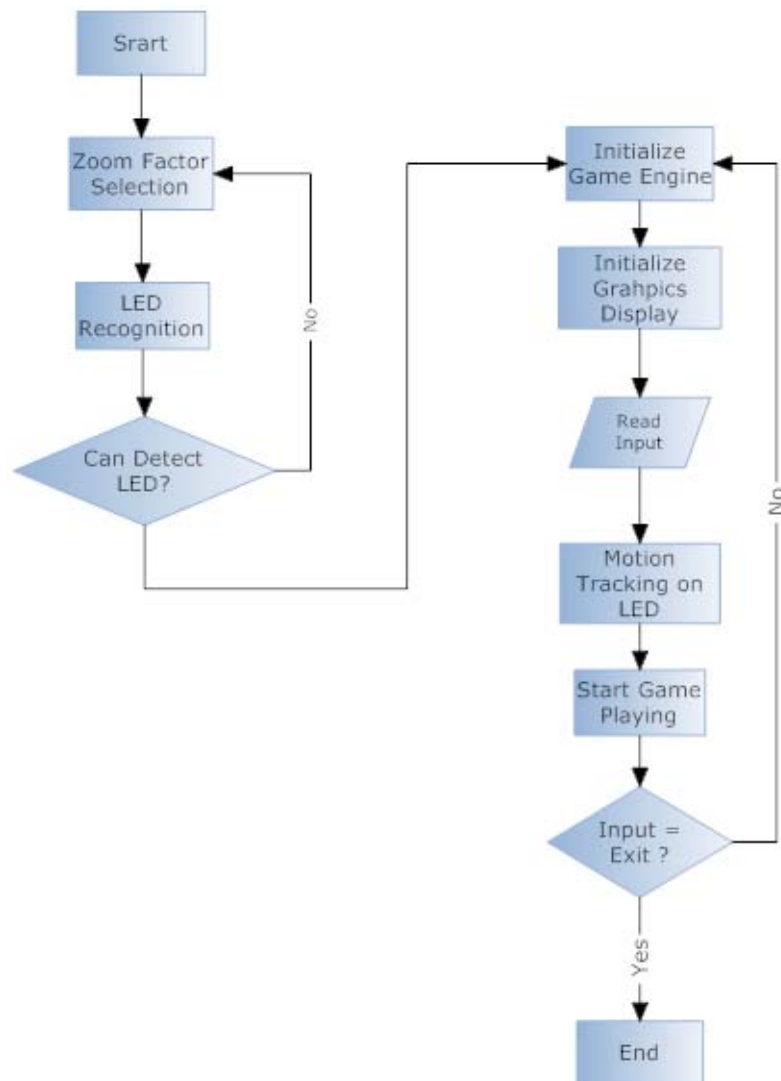 Srart
Zoom Factor
Selection
LED
Recognition
No
Can Detect
LED?
Initialize
Game Engine
Initialize
Grahpics
Display
Read
Input
No
Motion
Tracking on
LED
Start Game
Playing
Input =
Exit ?
Yes
End